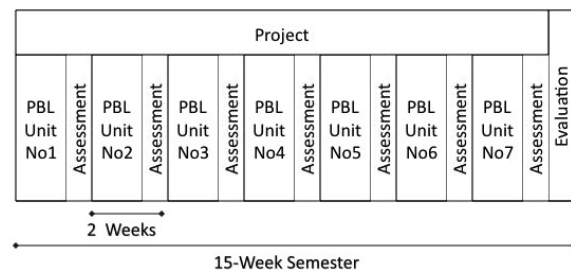 Project
PBL
Unit
No1
Assessment
PBL
Unit
No2
Assessment
PBL
Unit
No3
Assessment
PBL
Unit
No4
Assessment
PBL
Unit
No5
Assessment
PBL
Unit
No6
Assessment
PBL
Unit
No7
Assessment
Evaluation
2 Weeks
15-Week Semester